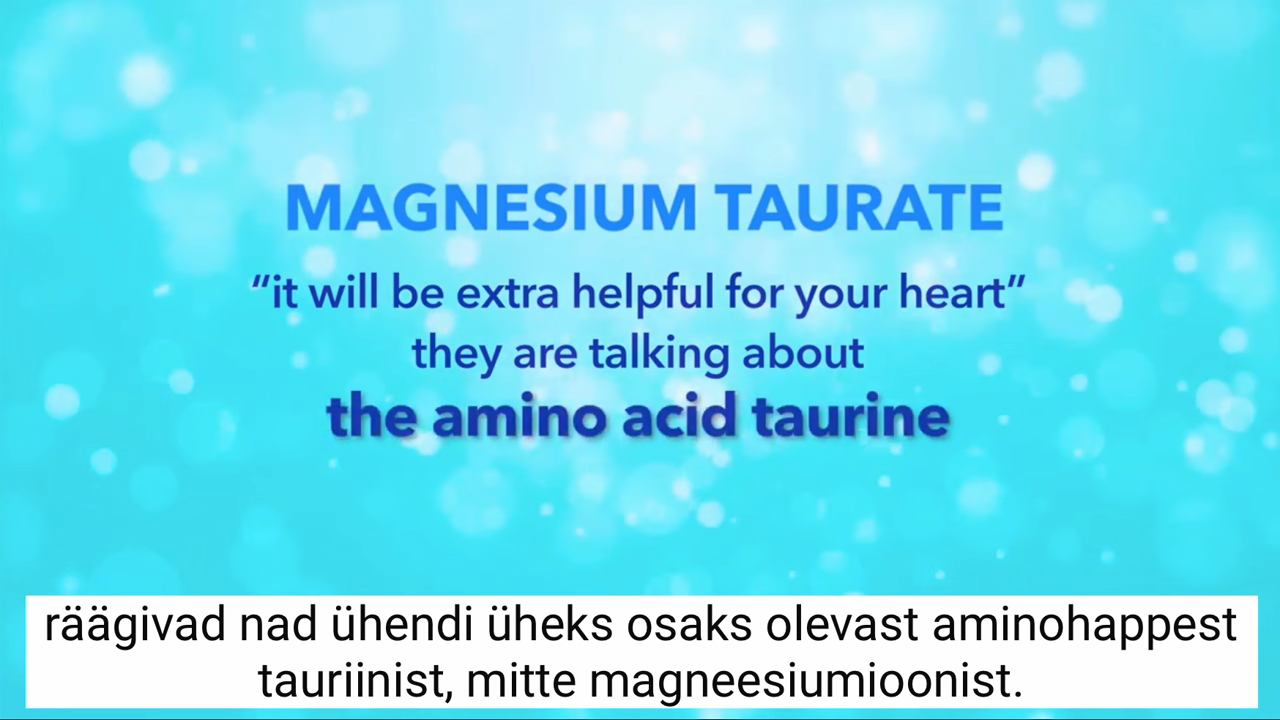 MAGNESIUM TAURATE
“it will be extra helpful for your heart”
they are talking about
the amino acid taurine
räägivad nad ühendi üheks osaks olevast aminohappest
tauriinist, mitte magneesiumioonist.